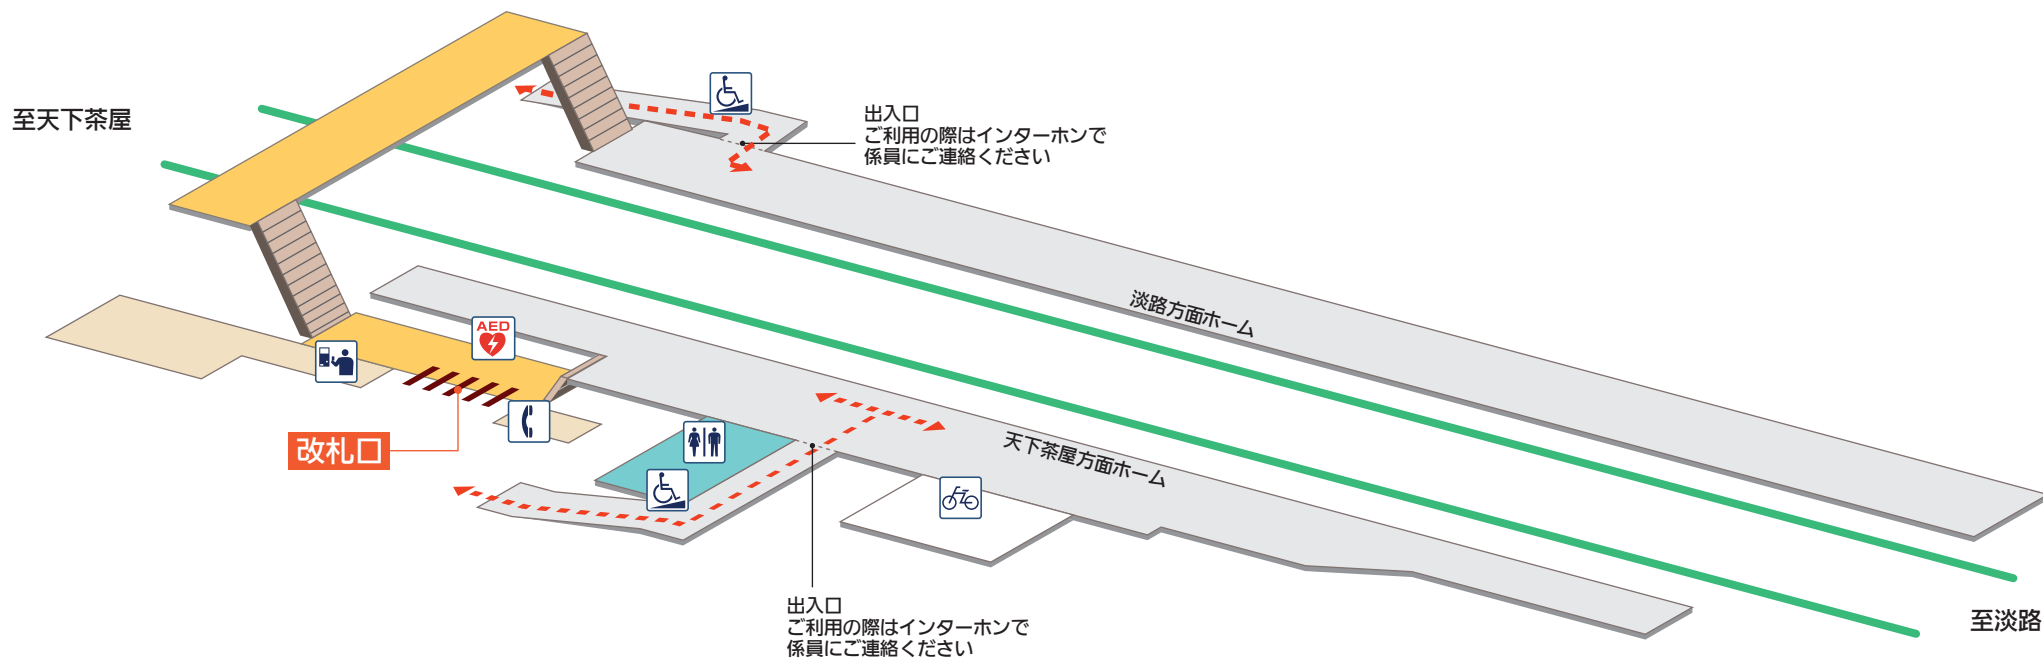 至天下茶屋
出入口
ご利用の際はインターホンで
係員にご連絡ください
淡路方面ホーム
AED
改札口
天下茶屋方面ホーム
出入口
ご利用の際はインターホンで
係員にご連絡ください
至淡路